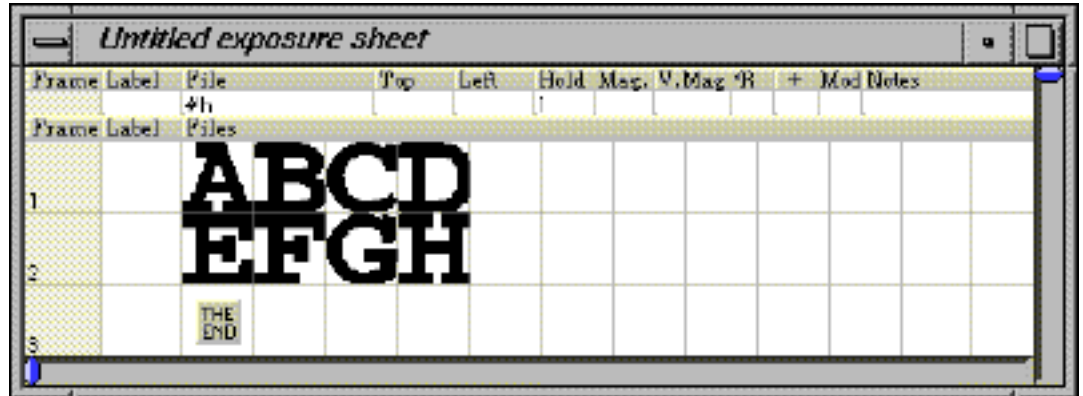 Untitled exposure sheet
Frame Label File Top Left Hold Mag. V.Mag R + Mod Notes
#h 1
Frame Label Files
1 ABCD
2 EFGH
THE
END
3